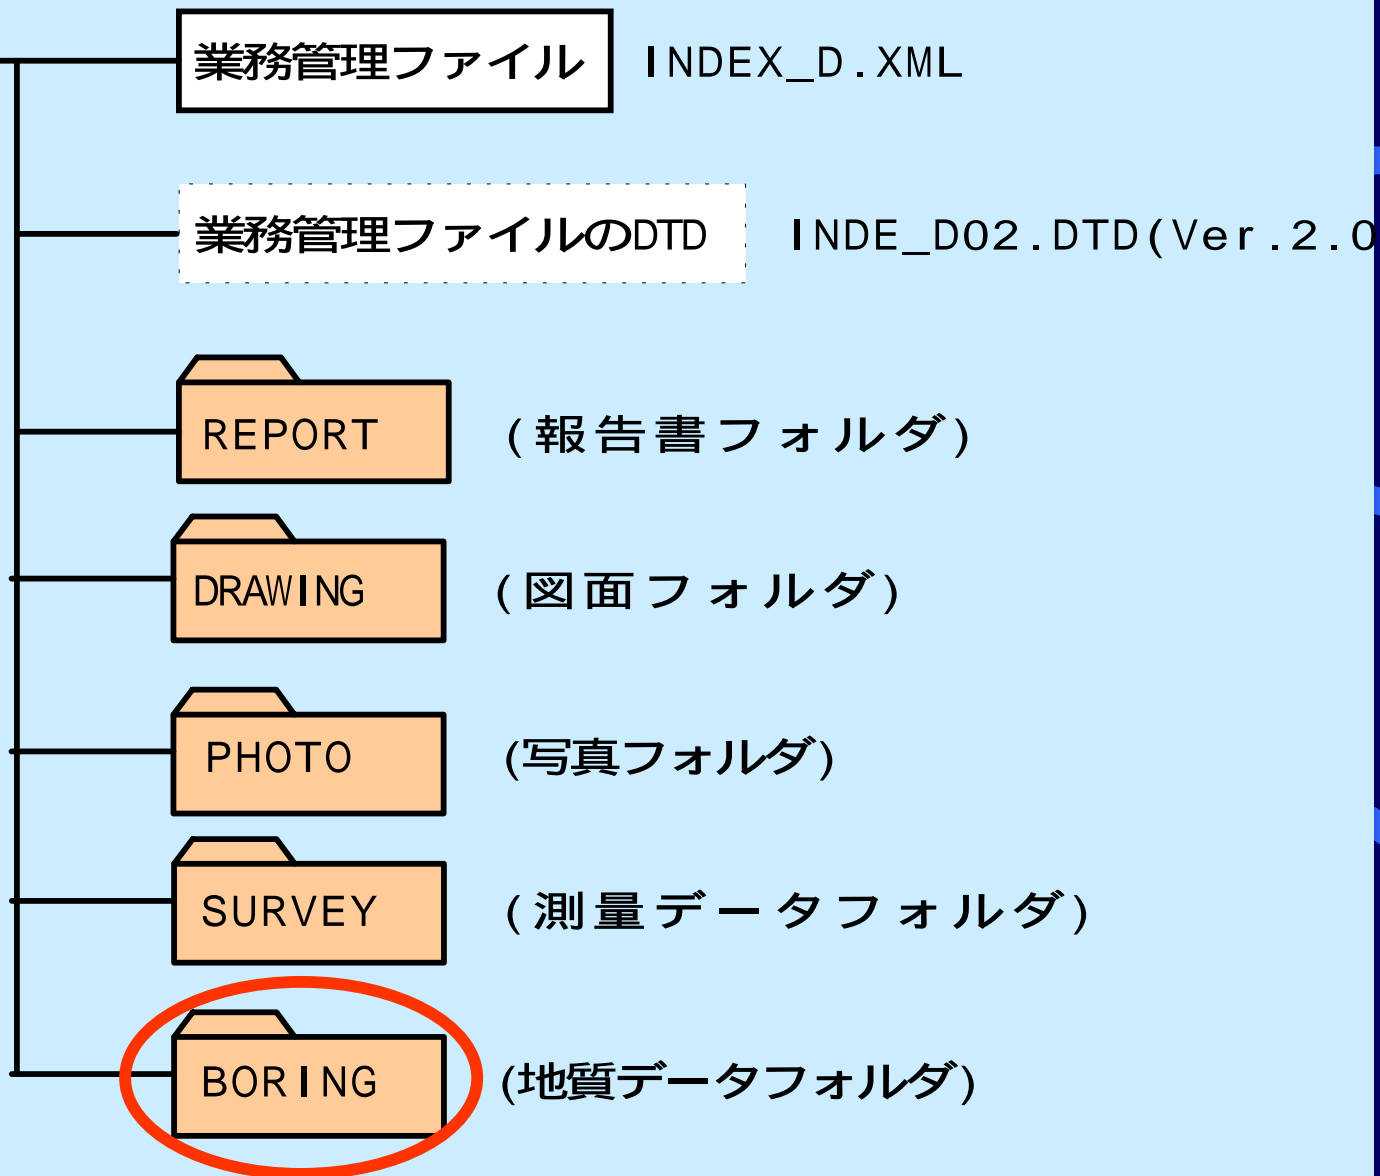 業務管理ファイル INDEX_D.XML
業務管理ファイルのDTD INDE_D02.DTD(Ver.2.0
REPORT (報告書フォルダ)
DRAWING (図面フォルダ)
PHOTO (写真フォルダ)
SURVEY (測量データフォルダ)
BORING (地質データフォルダ)